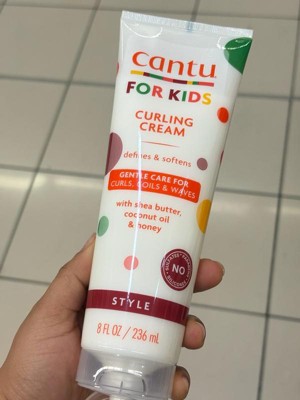 cantu
FOR KIDS
CURLING
CREAM
defines & softens
GENTLE CARE FOR
CURLS, COILS & WAVES
with shea butter,
coconut oil
& honey
NO
STYLE
8 FL OZ / 236 mL